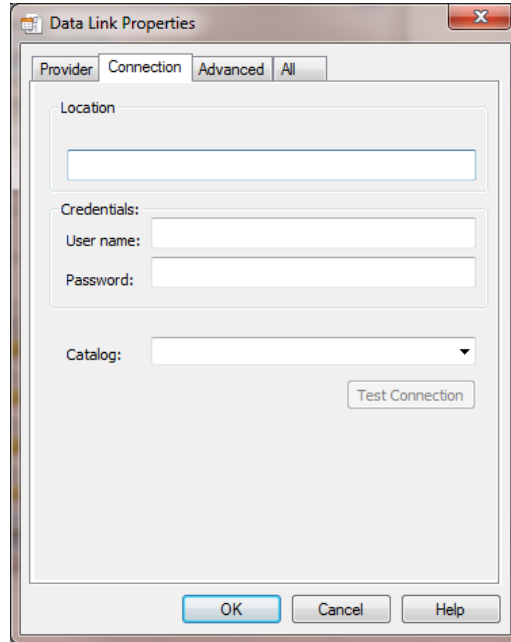 Data Link Properties
Provider Connection Advanced All
Location
Credentials:
User name:
Password:
Catalog:
Test Connection
OK Cancel Help